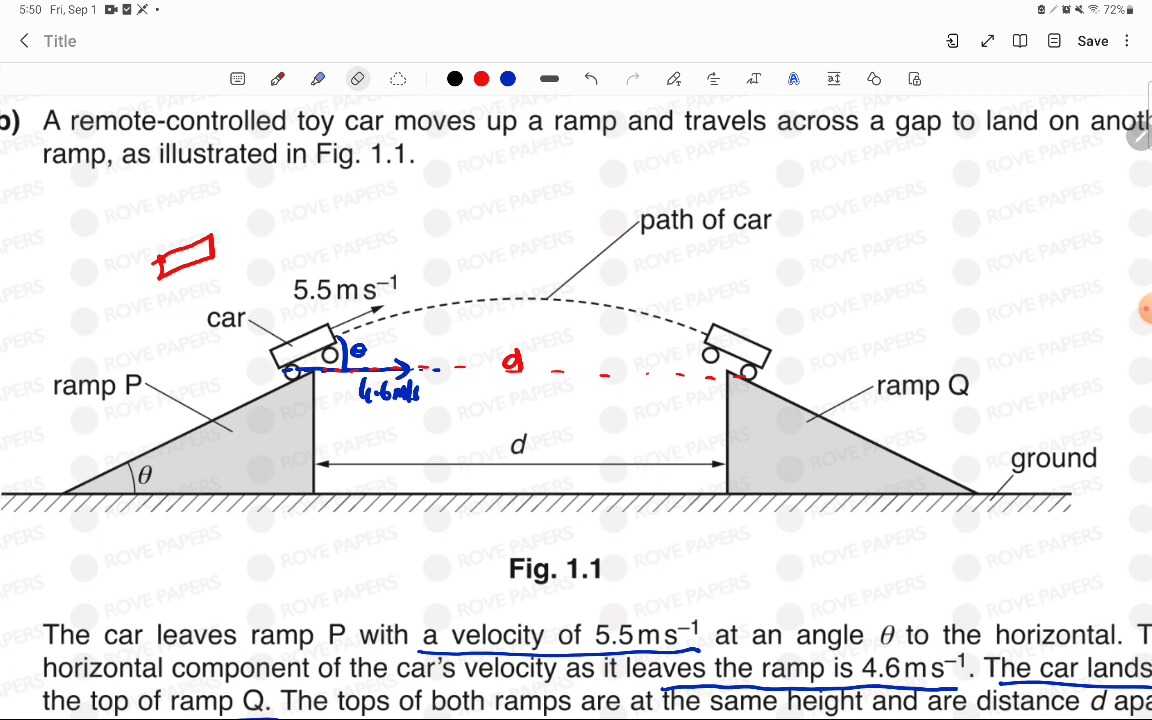 5:50 Fri, Sep 1
72%
Title
Save
b) A remote-controlled toy car moves up a ramp and travels across a gap to land on anoth
ramp, as illustrated in Fig. 1.1.
path of car
5.5 m s⁻¹
car
θ
d
4.6m/s
ramp P
ramp Q
d
θ
ground
Fig. 1.1
The car leaves ramp P with a velocity of 5.5 m s⁻¹ at an angle θ to the horizontal. T
horizontal component of the car's velocity as it leaves the ramp is 4.6 m s⁻¹. The car lands
the top of ramp Q. The tops of both ramps are at the same height and are distance d apa
ROVE PAPERS